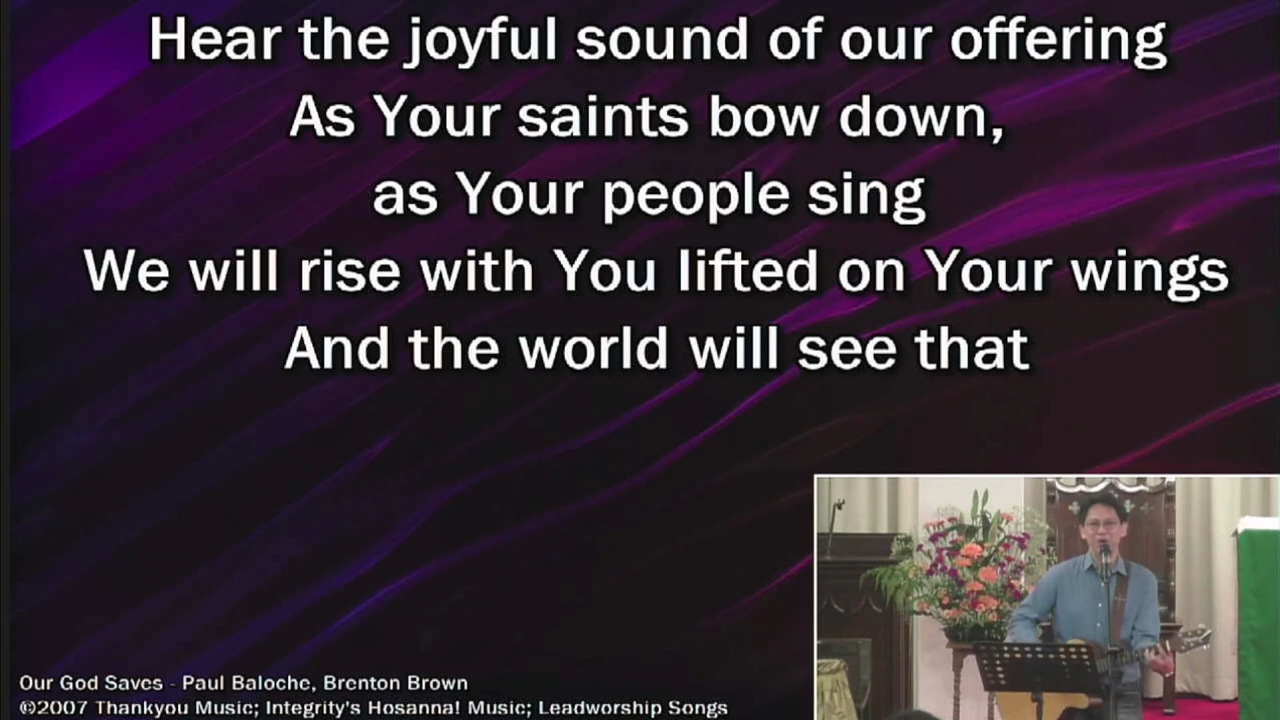 Hear the joyful sound of our offering
As Your saints bow down,
as Your people sing
We will rise with You lifted on Your wings
And the world will see that
Our God Saves - Paul Baloche, Brenton Brown
©2007 Thankyou Music; Integrity's Hosanna! Music; Leadworship Songs